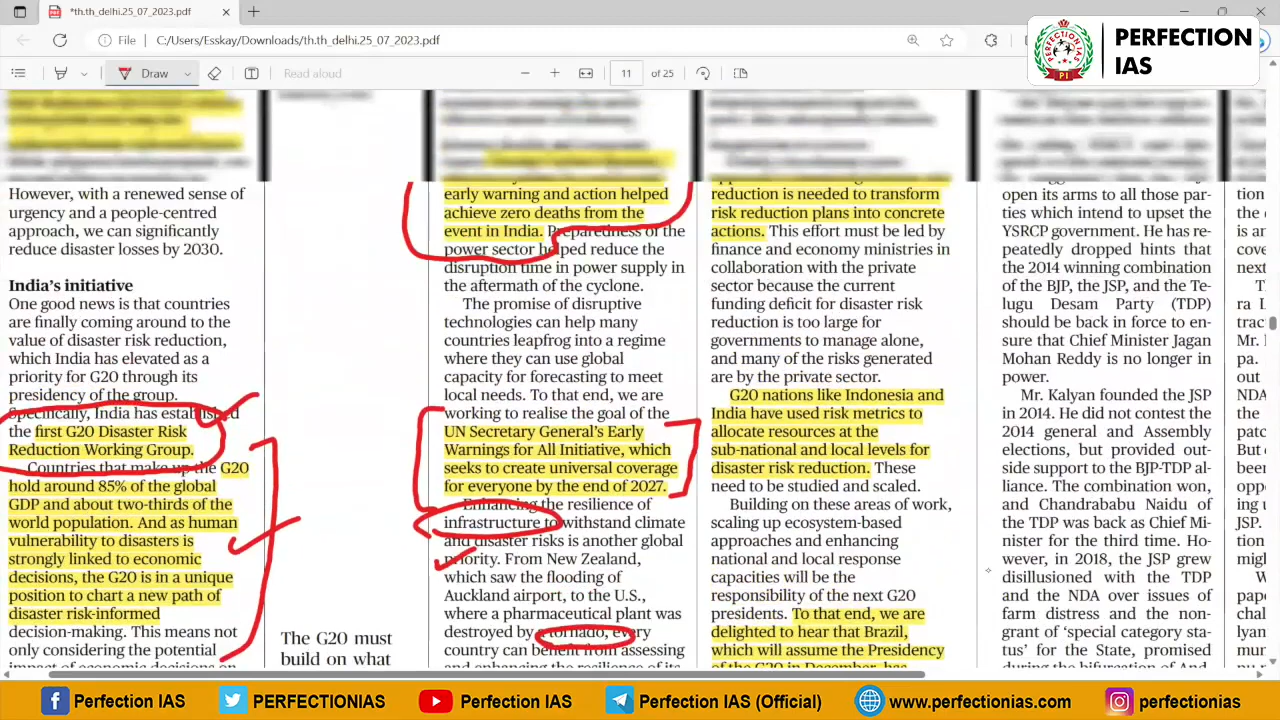 *th.th_delhi.25_07_2023.pdf
File
C:/Users/Esskay/Downloads/th.th_delhi.25_07_2023.pdf
PERFECTION
IAS
Draw
Read aloud
11
of 25
However, with a renewed sense of
urgency and a people-centred
approach, we can significantly
reduce disaster losses by 2030.
India's initiative
One good news is that countries
are finally coming around to the
value of disaster risk reduction,
which India has elevated as a
priority for G20 through its
presidency of the group.
Specifically, India has established
the first G20 Disaster Risk
Reduction Working Group.
Countries that make up the G20
hold around 85% of the global
GDP and about two-thirds of the
world population. And as human
vulnerability to disasters is
strongly linked to economic
decisions, the G20 is in a unique
position to chart a new path of
disaster risk-informed
decision-making. This means not
only considering the potential
impact of economic decisions on
The G20 must
build on what
early warning and action helped
achieve zero deaths from the
event in India. Preparedness of the
power sector helped reduce the
disruption time in power supply in
the aftermath of the cyclone.
The promise of disruptive
technologies can help many
countries leapfrog into a regime
where they can use global
capacity for forecasting to meet
local needs. To that end, we are
working to realise the goal of the
UN Secretary General's Early
Warnings for All Initiative, which
seeks to create universal coverage
for everyone by the end of 2027.
Enhancing the resilience of
infrastructure to withstand climate
and disaster risks is another global
priority. From New Zealand,
which saw the flooding of
Auckland airport, to the U.S.,
where a pharmaceutical plant was
destroyed by a tornado, every
country can benefit from assessing
and enhancing the resilience of its
reduction is needed to transform
risk reduction plans into concrete
actions. This effort must be led by
finance and economy ministries in
collaboration with the private
sector because the current
funding deficit for disaster risk
reduction is too large for
governments to manage alone,
and many of the risks generated
are by the private sector.
G20 nations like Indonesia and
India have used risk metrics to
allocate resources at the
sub-national and local levels for
disaster risk reduction. These
need to be studied and scaled.
Building on these areas of work,
scaling up ecosystem-based
approaches and enhancing
national and local response
capacities will be the
responsibility of the next G20
presidents. To that end, we are
delighted to hear that Brazil,
which will assume the Presidency
of the G20 in December, has
open its arms to all those par-
ties which intend to upset the
YSRCP government. He has re-
peatedly dropped hints that
the 2014 winning combination
of the BJP, the JSP, and the Te-
lugu Desam Party (TDP)
should be back in force to en-
sure that Chief Minister Jagan
Mohan Reddy is no longer in
power.
Mr. Kalyan founded the JSP
in 2014. He did not contest the
2014 general and Assembly
elections, but provided out-
side support to the BJP-TDP al-
liance. The combination won,
and Chandrababu Naidu of
the TDP was back as Chief Mi-
nister for the third time. Ho-
wever, in 2018, the JSP grew
disillusioned with the TDP
and the NDA over issues of
farm distress and the non-
grant of 'special category sta-
tus' for the State, promised
during the bifurcation of And-
Perfection IAS
PERFECTIONIAS
Perfection IAS
Perfection IAS (Official)
www.perfectionias.com
perfectionias